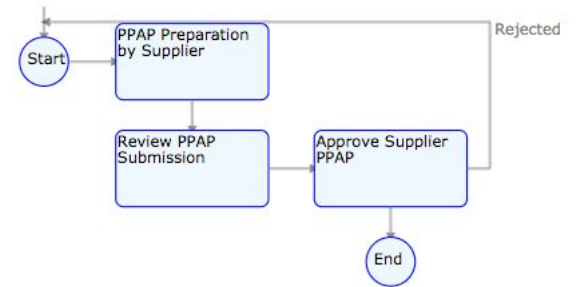 Rejected
Start
PPAP Preparation
by Supplier
Review PPAP
Submission
Approve Supplier
PPAP
End